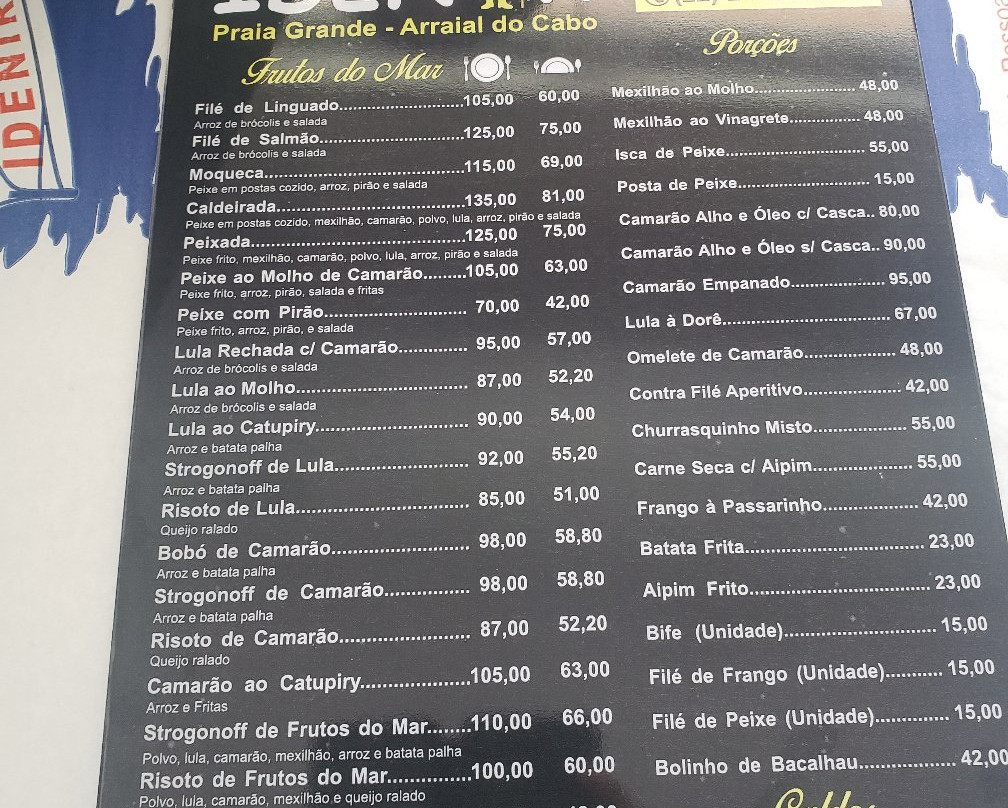 IDENIR
Praia Grande - Arraial do Cabo
Frutos do Mar
Filé de Linguado..........105,00 60,00
Arroz de brócolis e salada
Filé de Salmão..........125,00 75,00
Arroz de brócolis e salada
Moqueca..........115,00 69,00
Peixe em postas cozido, arroz, pirão e salada
Caldeirada..........135,00 81,00
Peixe em postas cozido, mexilhão, camarão, polvo, lula, arroz, pirão e salada
Peixada..........125,00 75,00
Peixe frito, mexilhão, camarão, polvo, lula, arroz, pirão e salada
Peixe ao Molho de Camarão.........105,00 63,00
Peixe frito, arroz, pirão, salada e fritas
Peixe com Pirão.......... 70,00 42,00
Peixe frito, arroz, pirão, e salada
Lula Rechada c/ Camarão.......... 95,00 57,00
Arroz de brócolis e salada
Lula ao Molho.......... 87,00 52,20
Arroz de brócolis e salada
Lula ao Catupiry.......... 90,00 54,00
Arroz e batata palha
Strogonoff de Lula.......... 92,00 55,20
Arroz e batata palha
Risoto de Lula.......... 85,00 51,00
Queijo ralado
Bobó de Camarão.......... 98,00 58,80
Arroz e batata palha
Strogonoff de Camarão.......... 98,00 58,80
Arroz e batata palha
Risoto de Camarão.......... 87,00 52,20
Queijo ralado
Camarão ao Catupiry..........105,00 63,00
Arroz e Fritas
Strogonoff de Frutos do Mar........110,00 66,00
Polvo, lula, camarão, mexilhão, arroz e batata palha
Risoto de Frutos do Mar..........100,00 60,00
Polvo, lula, camarão, mexilhão e queijo ralado
Porções
Mexilhão ao Molho.......... 48,00
Mexilhão ao Vinagrete.......... 48,00
Isca de Peixe.......... 55,00
Posta de Peixe.......... 15,00
Camarão Alho e Óleo c/ Casca.. 80,00
Camarão Alho e Óleo s/ Casca.. 90,00
Camarão Empanado.......... 95,00
Lula à Dorê.......... 67,00
Omelete de Camarão.......... 48,00
Contra Filé Aperitivo.......... 42,00
Churrasquinho Misto.......... 55,00
Carne Seca c/ Aipim.......... 55,00
Frango à Passarinho.......... 42,00
Batata Frita.......... 23,00
Aipim Frito.......... 23,00
Bife (Unidade).......... 15,00
Filé de Frango (Unidade).......... 15,00
Filé de Peixe (Unidade).......... 15,00
Bolinho de Bacalhau.......... 42,00